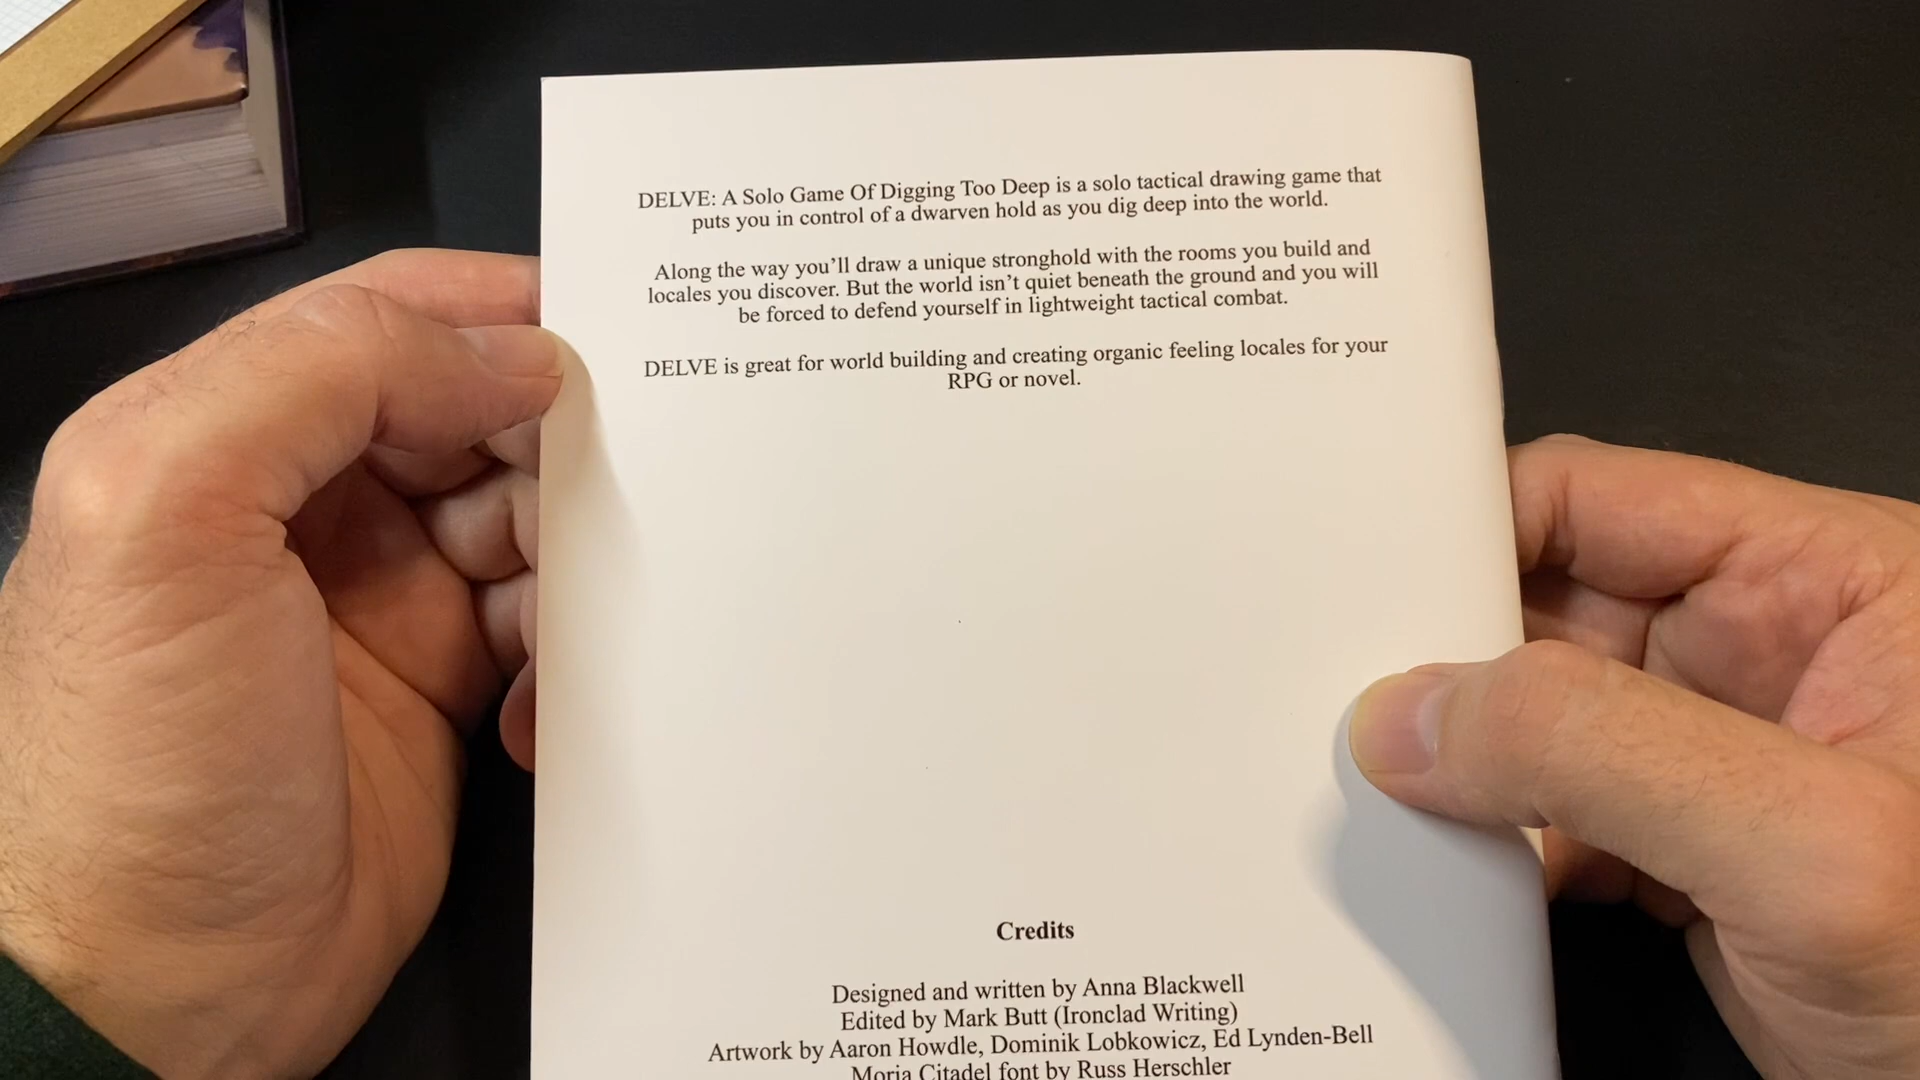 DELVE: A Solo Game Of Digging Too Deep is a solo tactical drawing game that
puts you in control of a dwarven hold as you dig deep into the world.
Along the way you’ll draw a unique stronghold with the rooms you build and
locales you discover. But the world isn’t quiet beneath the ground and you will
be forced to defend yourself in lightweight tactical combat.
DELVE is great for world building and creating organic feeling locales for your
RPG or novel.
Credits
Designed and written by Anna Blackwell
Edited by Mark Butt (Ironclad Writing)
Artwork by Aaron Howdle, Dominik Lobkowicz, Ed Lynden-Bell
Moria Citadel font by Russ Herschler